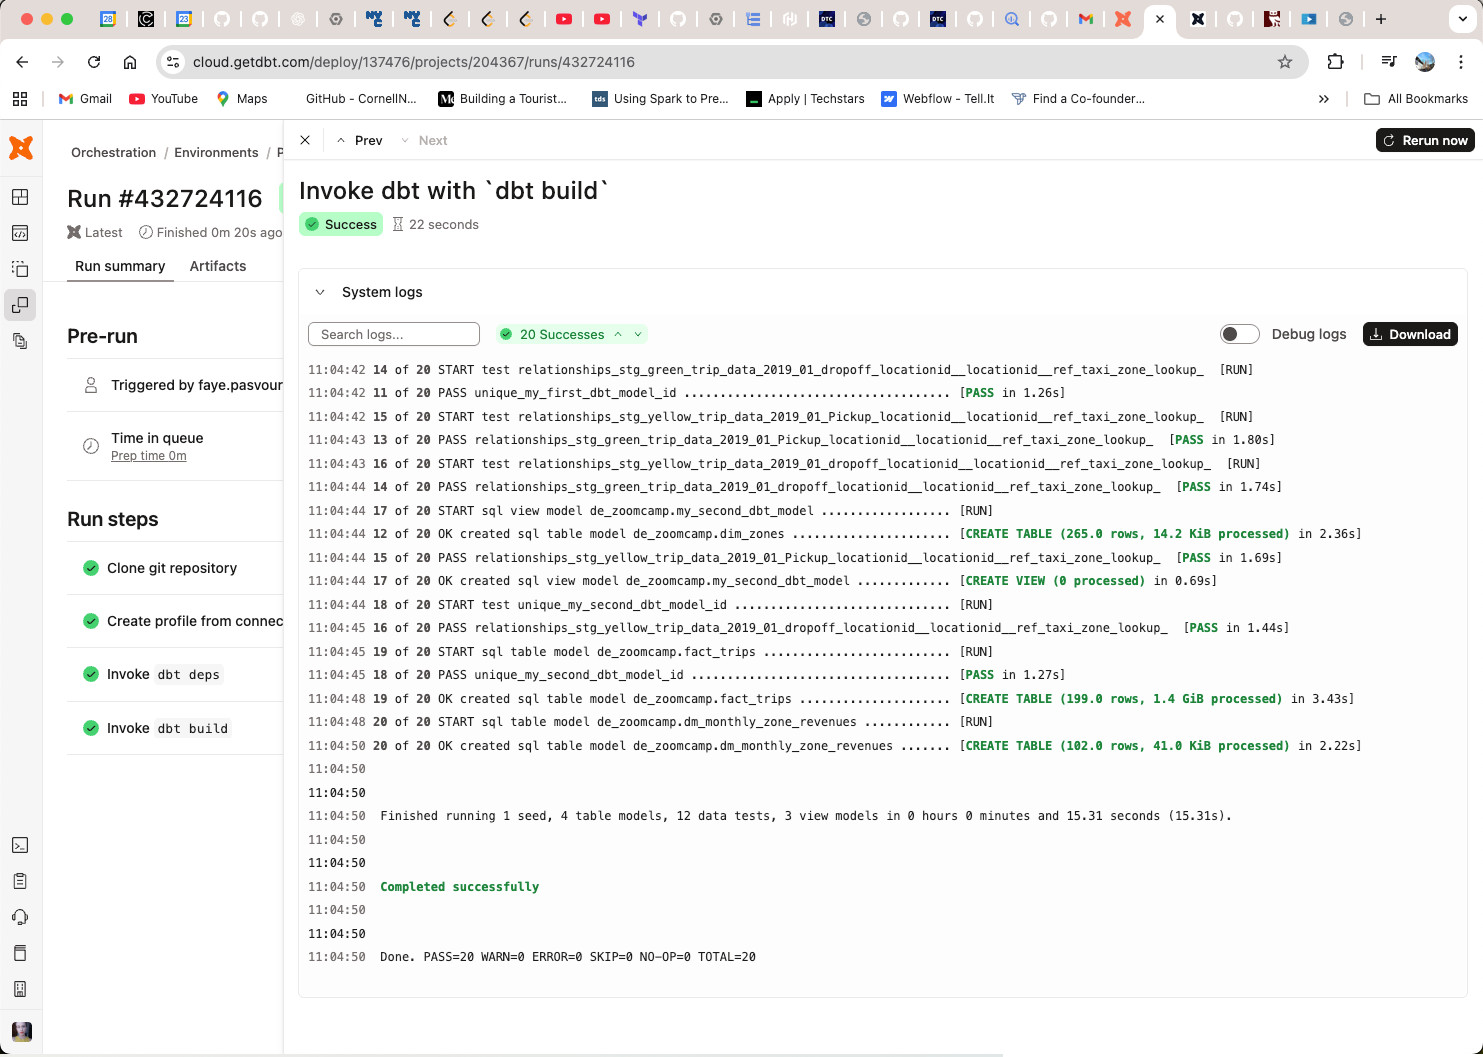 28
23
cloud.getdbt.com/deploy/137476/projects/204367/runs/432724116
Gmail
YouTube
Maps
GitHub - CornellN...
Building a Tourist...
Using Spark to Pre...
Apply | Techstars
Webflow - Tell.It
Find a Co-founder...
All Bookmarks
Orchestration / Environments / P
Prev
Next
Rerun now
Run #432724116
Latest
Finished 0m 20s ago
Run summary
Artifacts
Pre-run
Triggered by faye.pasvour
Time in queue
Prep time 0m
Run steps
Clone git repository
Create profile from connec
Invoke dbt deps
Invoke dbt build
Invoke dbt with `dbt build`
Success
22 seconds
System logs
Search logs...
20 Successes
Debug logs
Download
11:04:42 14 of 20 START test relationships_stg_green_trip_data_2019_01_dropoff_locationid__locationid__ref_taxi_zone_lookup_ [RUN]
11:04:42 11 of 20 PASS unique_my_first_dbt_model_id ..................................... [PASS in 1.26s]
11:04:42 15 of 20 START test relationships_stg_yellow_trip_data_2019_01_Pickup_locationid__locationid__ref_taxi_zone_lookup_ [RUN]
11:04:43 13 of 20 PASS relationships_stg_green_trip_data_2019_01_Pickup_locationid__locationid__ref_taxi_zone_lookup_ [PASS in 1.80s]
11:04:43 16 of 20 START test relationships_stg_yellow_trip_data_2019_01_dropoff_locationid__locationid__ref_taxi_zone_lookup_ [RUN]
11:04:44 14 of 20 PASS relationships_stg_green_trip_data_2019_01_dropoff_locationid__locationid__ref_taxi_zone_lookup_ [PASS in 1.74s]
11:04:44 17 of 20 START sql view model de_zoomcamp.my_second_dbt_model .................. [RUN]
11:04:44 12 of 20 OK created sql table model de_zoomcamp.dim_zones ...................... [CREATE TABLE (265.0 rows, 14.2 KiB processed) in 2.36s]
11:04:44 15 of 20 PASS relationships_stg_yellow_trip_data_2019_01_Pickup_locationid__locationid__ref_taxi_zone_lookup_ [PASS in 1.69s]
11:04:44 17 of 20 OK created sql view model de_zoomcamp.my_second_dbt_model ............. [CREATE VIEW (0 processed) in 0.69s]
11:04:44 18 of 20 START test unique_my_second_dbt_model_id .............................. [RUN]
11:04:45 16 of 20 PASS relationships_stg_yellow_trip_data_2019_01_dropoff_locationid__locationid__ref_taxi_zone_lookup_ [PASS in 1.44s]
11:04:45 19 of 20 START sql table model de_zoomcamp.fact_trips .......................... [RUN]
11:04:45 18 of 20 PASS unique_my_second_dbt_model_id .................................... [PASS in 1.27s]
11:04:48 19 of 20 OK created sql table model de_zoomcamp.fact_trips ..................... [CREATE TABLE (199.0 rows, 1.4 GiB processed) in 3.43s]
11:04:48 20 of 20 START sql table model de_zoomcamp.dm_monthly_zone_revenues ............ [RUN]
11:04:50 20 of 20 OK created sql table model de_zoomcamp.dm_monthly_zone_revenues ....... [CREATE TABLE (102.0 rows, 41.0 KiB processed) in 2.22s]
11:04:50
11:04:50
11:04:50 Finished running 1 seed, 4 table models, 12 data tests, 3 view models in 0 hours 0 minutes and 15.31 seconds (15.31s).
11:04:50
11:04:50
11:04:50 Completed successfully
11:04:50
11:04:50
11:04:50 Done. PASS=20 WARN=0 ERROR=0 SKIP=0 NO-OP=0 TOTAL=20